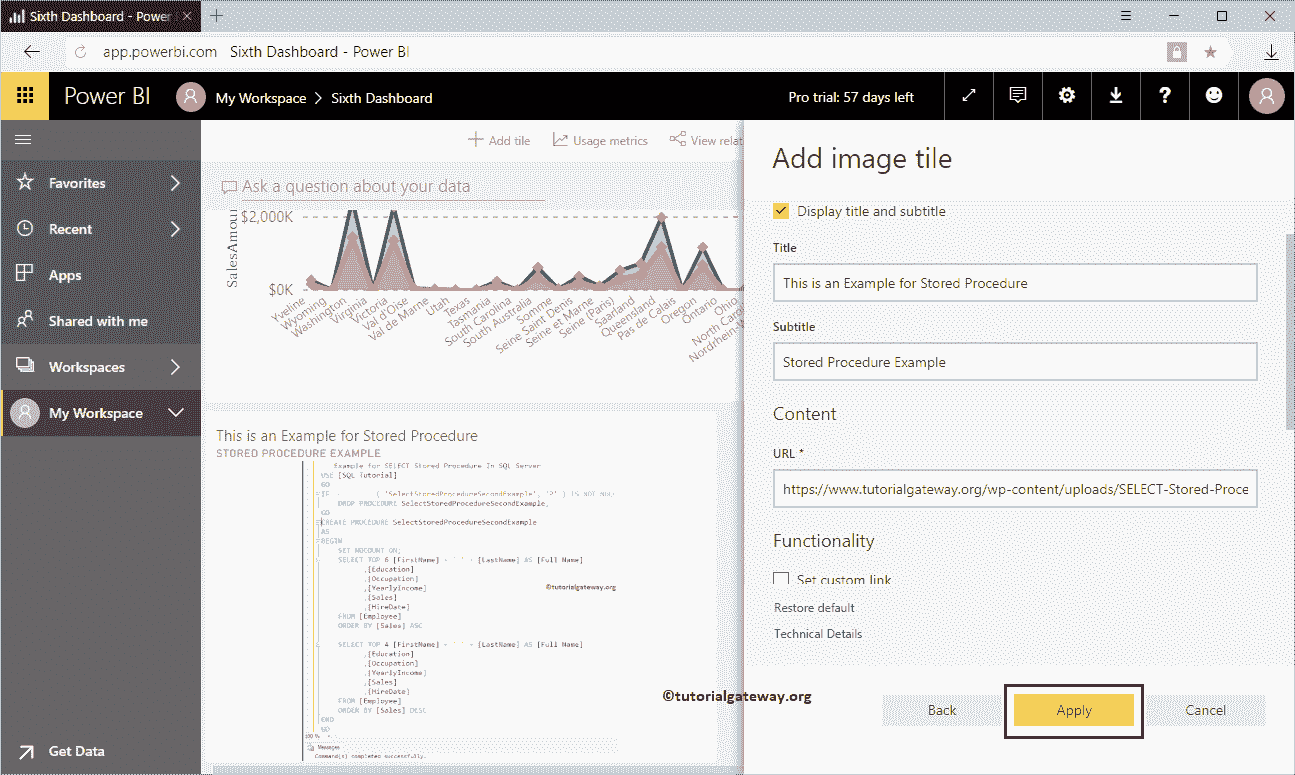 Sixth Dashboard - Power
app.powerbi.com Sixth Dashboard - Power BI
Power BI
My Workspace > Sixth Dashboard
Pro trial: 57 days left
Favorites
Recent
Apps
Shared with me
Workspaces
My Workspace
Get Data
Add tile
Usage metrics
View relat
Ask a question about your data
SalesAmou
$2,000K
$0K
Yveline
Wyoming
Washington
Virginia
Victoria
Val d'Oise
Val de Marne
Utah
Texas
Tasmania
South Carolina
South Australia
Somme
Seine Saint Denis
Seine et Marne
Seine (Paris)
Saarland
Queensland
Pas de Calais
Oregon
Ontario
Ohio
North Caro
Nordrhein-W
This is an Example for Stored Procedure
STORED PROCEDURE EXAMPLE
Example for SELECT Stored Procedure In SQL Server
USE [SQL Tutorial]
GO
IF ( 'SelectStoredProcedureSecondExample', 'P' ) IS NOT NUL
DROP PROCEDURE SelectStoredProcedureSecondExample;
GO
CREATE PROCEDURE SelectStoredProcedureSecondExample
AS
BEGIN
SET NOCOUNT ON;
SELECT TOP 6 [FirstName] + ' ' + [LastName] AS [Full Name]
,[Education]
,[Occupation]
,[YearlyIncome]
,[Sales]
,[HireDate]
FROM [Employee]
ORDER BY [Sales] ASC
SELECT TOP 4 [FirstName] + ' ' + [LastName] AS [Full Name]
,[Education]
,[Occupation]
,[YearlyIncome]
,[Sales]
,[HireDate]
FROM [Employee]
ORDER BY [Sales] DESC
END
GO
©tutorialgateway.org
Messages
Command(s) completed successfully.
Add image tile
Display title and subtitle
Title
This is an Example for Stored Procedure
Subtitle
Stored Procedure Example
Content
URL *
https://www.tutorialgateway.org/wp-content/uploads/SELECT-Stored-Proce
Functionality
Set custom link
Restore default
Technical Details
©tutorialgateway.org
Back
Apply
Cancel